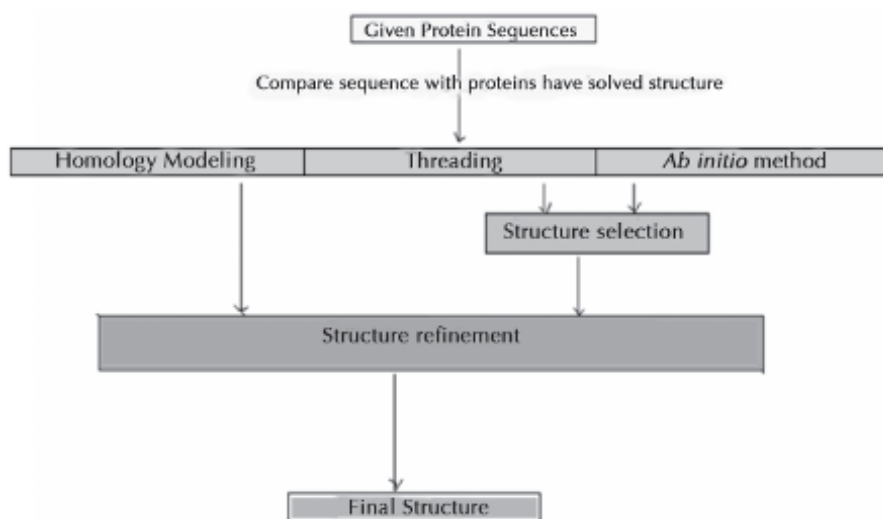 Given Protein Sequences
Compare sequence with proteins have solved structure
Homology Modeling
Threading
Ab initio method
Structure selection
Structure refinement
Final Structure